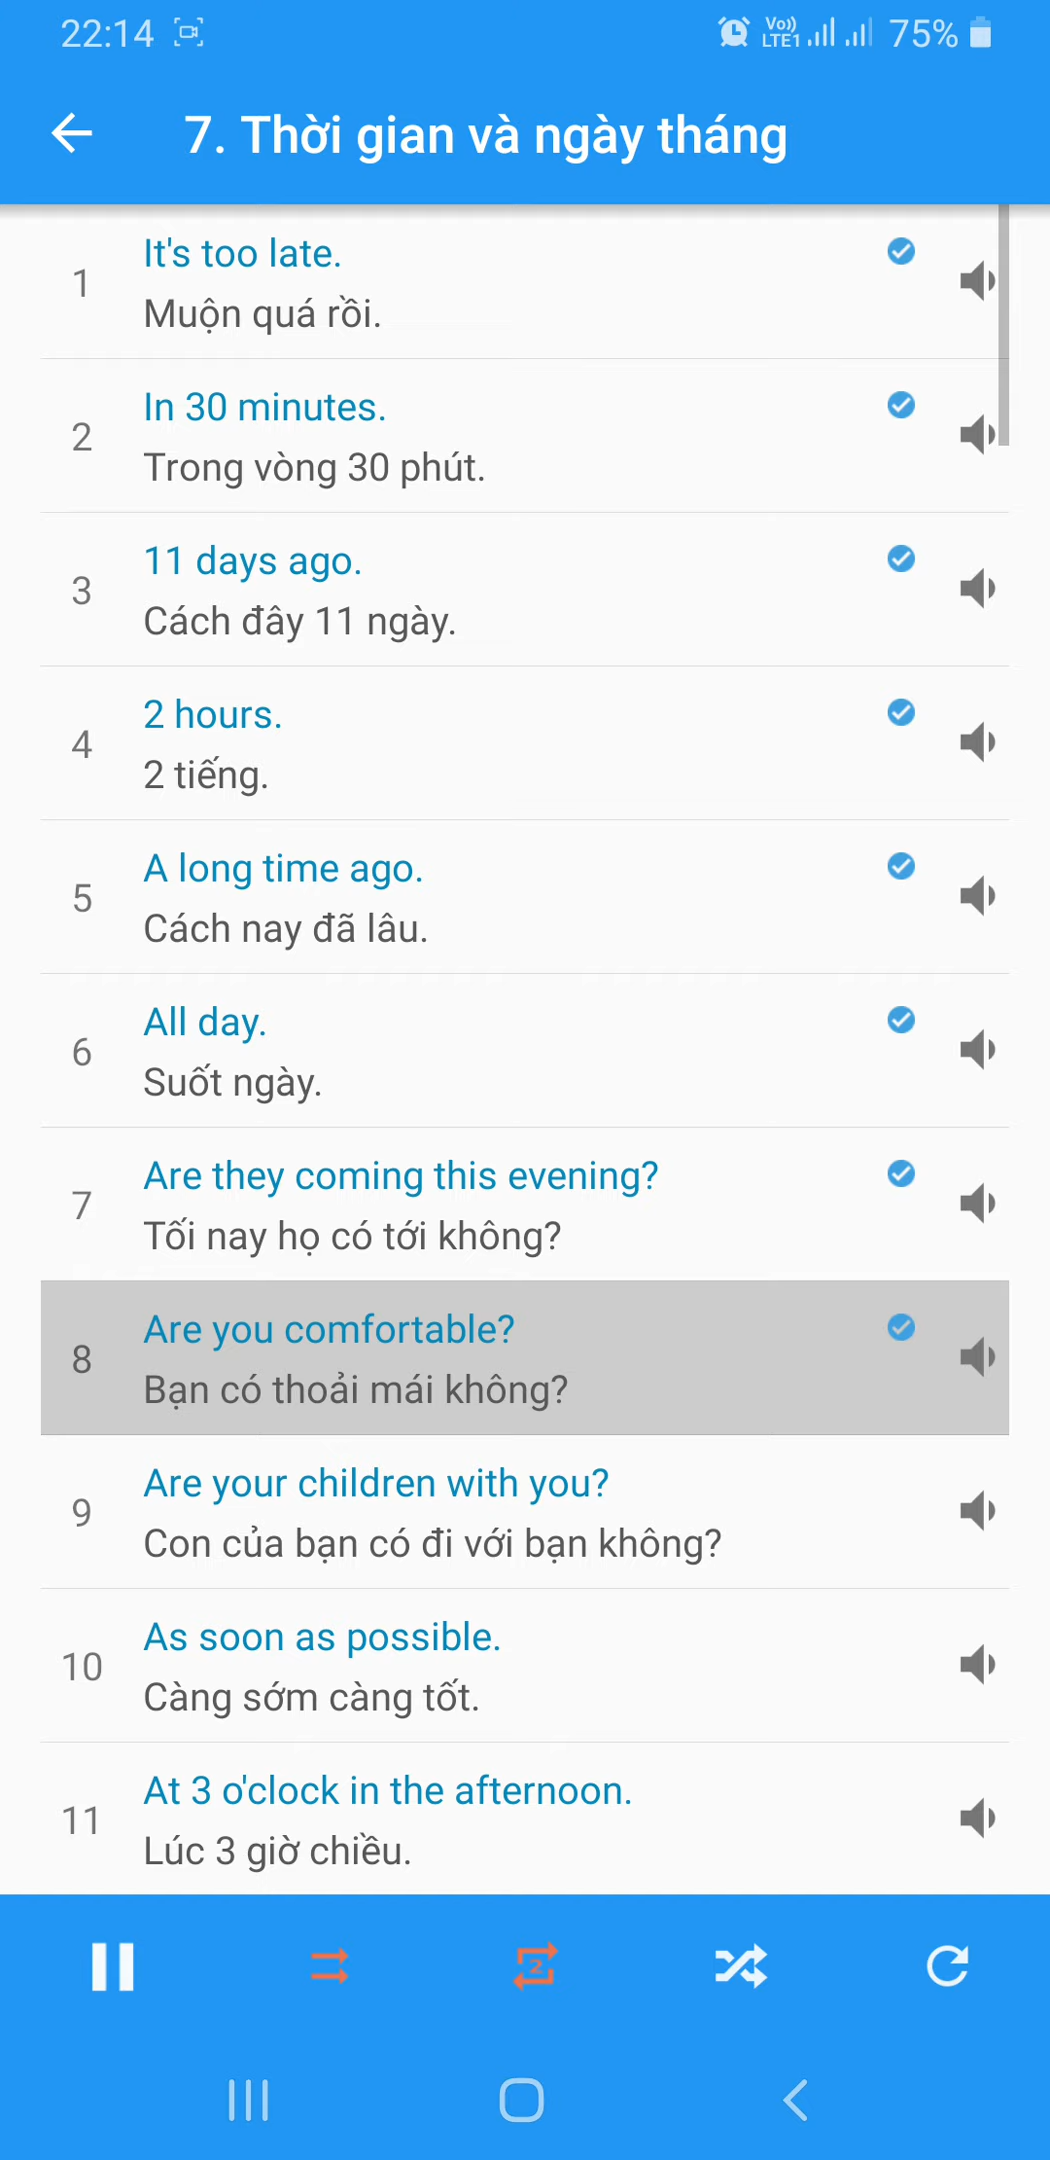 22:14 Vo)) LTE1 75%
7. Thời gian và ngày tháng
1
It's too late.
Muộn quá rồi.
2
In 30 minutes.
Trong vòng 30 phút.
3
11 days ago.
Cách đây 11 ngày.
4
2 hours.
2 tiếng.
5
A long time ago.
Cách nay đã lâu.
6
All day.
Suốt ngày.
7
Are they coming this evening?
Tối nay họ có tới không?
8
Are you comfortable?
Bạn có thoải mái không?
9
Are your children with you?
Con của bạn có đi với bạn không?
10
As soon as possible.
Càng sớm càng tốt.
11
At 3 o'clock in the afternoon.
Lúc 3 giờ chiều.
2